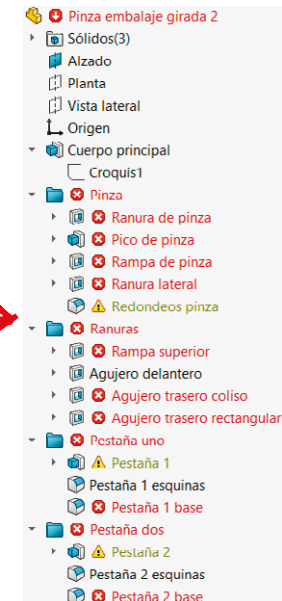 Pinza embalaje girada 2
Sólidos(3)
Alzado
Planta
Vista lateral
Origen
Cuerpo principal
Croquis1
Pinza
Ranura de pinza
Pico de pinza
Rampa de pinza
Ranura lateral
Redondeos pinza
Ranuras
Rampa superior
Agujero delantero
Agujero trasero coliso
Agujero trasero rectangular
Pestaña uno
Pestaña 1
Pestaña 1 esquinas
Pestaña 1 base
Pestaña dos
Pestaña 2
Pestaña 2 esquinas
Pestaña 2 base